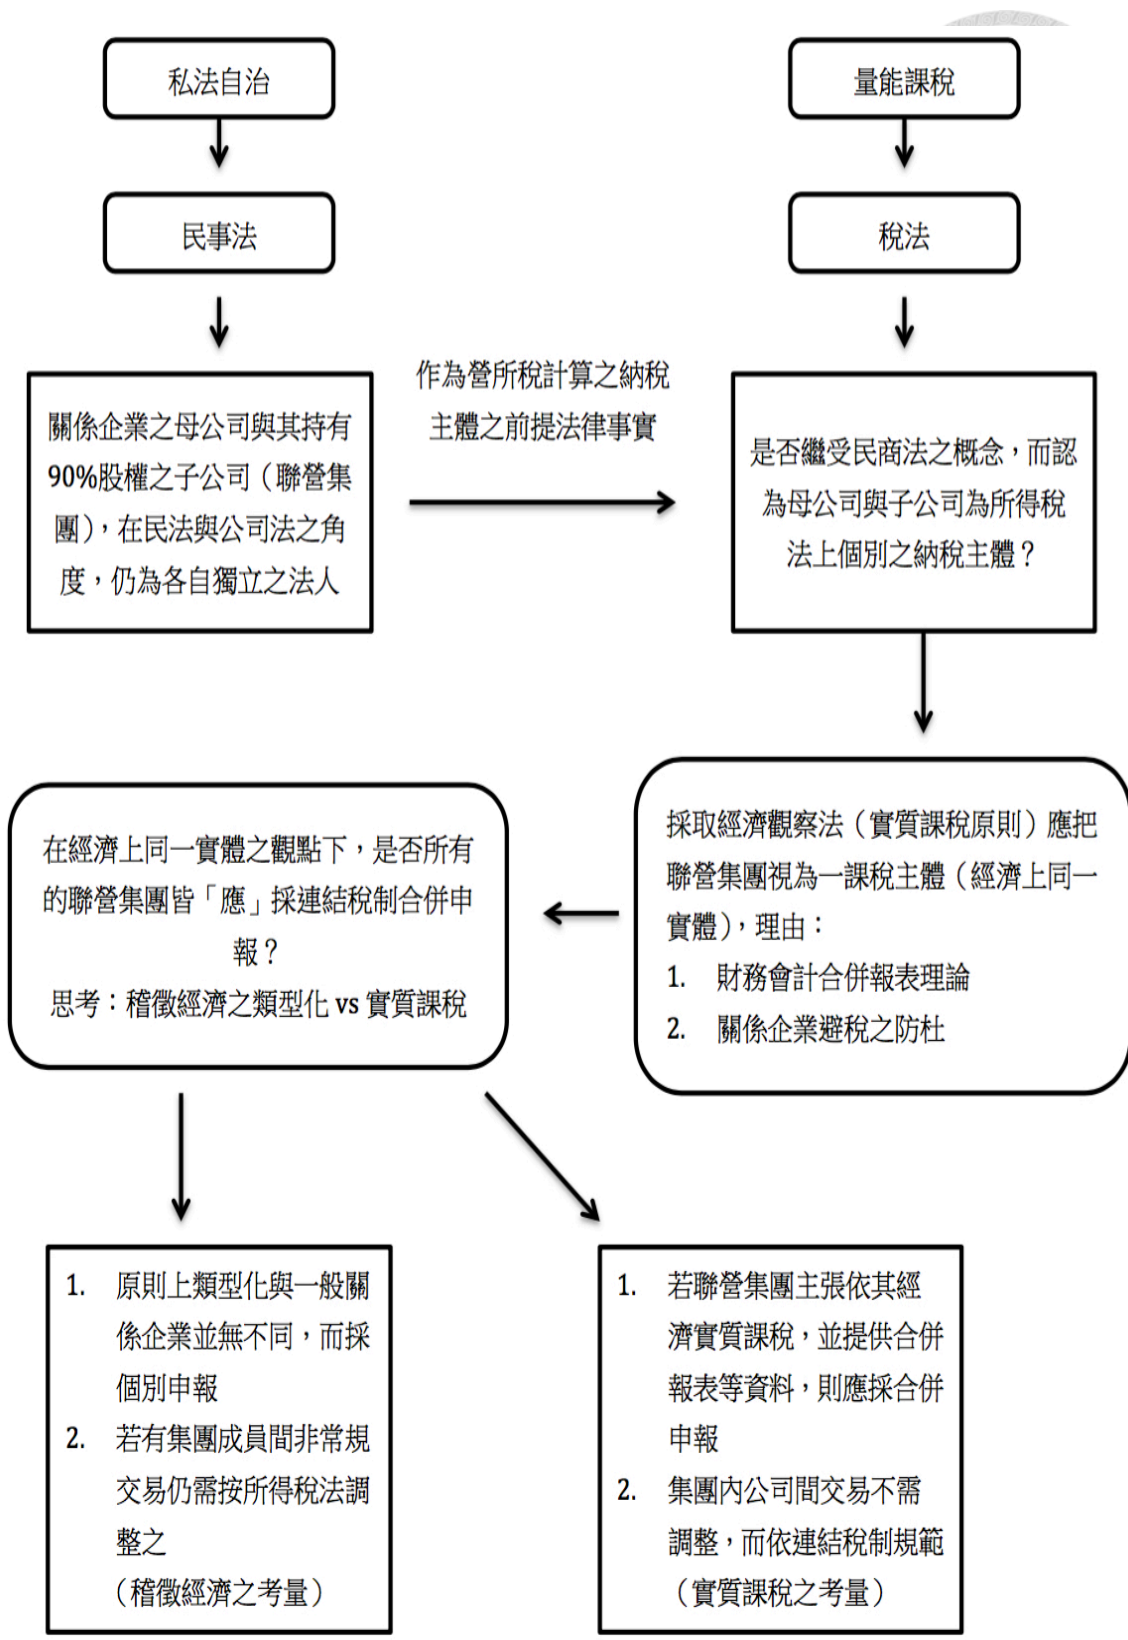 私法自治
量能課稅
民事法
稅法
作為營所稅計算之納稅
主體之前提法律事實
關係企業之母公司與其持有
90%股權之子公司（聯營集
團），在民法與公司法之角
度，仍為各自獨立之法人
是否繼受民商法之概念，而認
為母公司與子公司為所得稅
法上個別之納稅主體？
採取經濟觀察法（實質課稅原則）應把
聯營集團視為一課稅主體（經濟上同一
實體），理由：
1. 財務會計合併報表理論
2. 關係企業避稅之防杜
在經濟上同一實體之觀點下，是否所有
的聯營集團皆「應」採連結稅制合併申
報？
思考：稽徵經濟之類型化 vs 實質課稅
1. 原則上類型化與一般關
係企業並無不同，而採
個別申報
2. 若有集團成員間非常規
交易仍需按所得稅法調
整之
（稽徵經濟之考量）
1. 若聯營集團主張依其經
濟實質課稅，並提供合併
報表等資料，則應採合併
申報
2. 集團內公司間交易不需
調整，而依連結稅制規範
（實質課稅之考量）